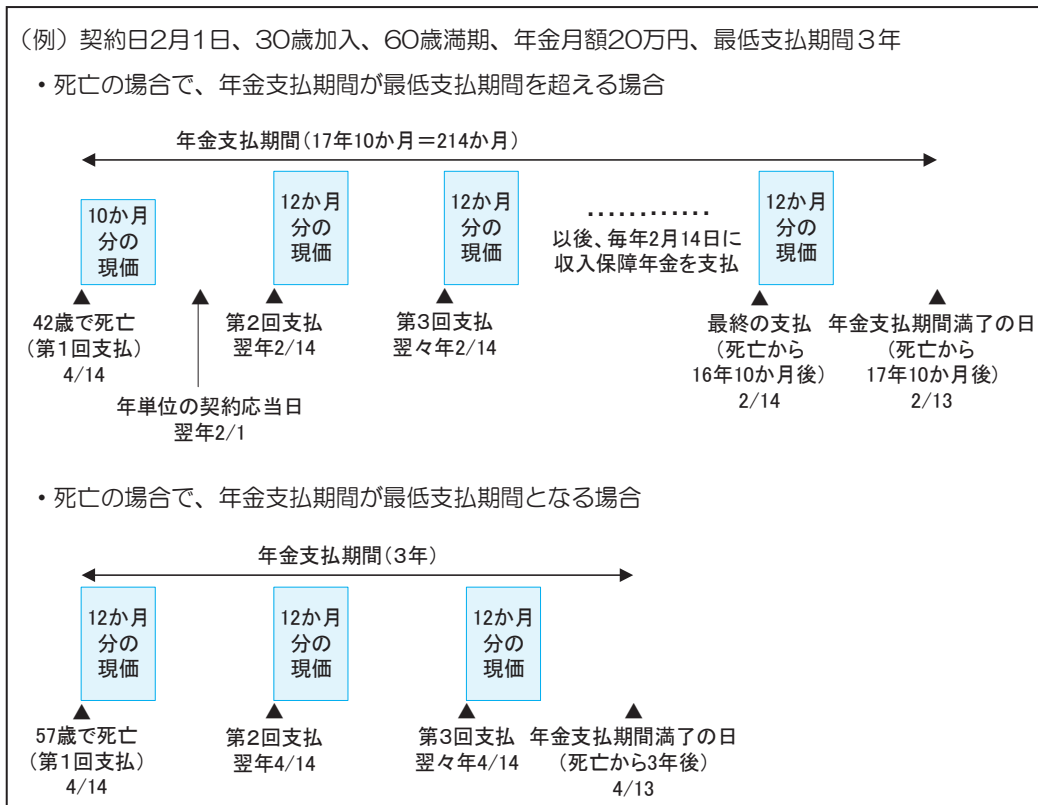 (例)契約日2月1日、30歳加入、60歳満期、年金月額20万円、最低支払期間3年
・死亡の場合で、年金支払期間が最低支払期間を超える場合
年金支払期間(17年10か月=214か月)
10か月
分の
現価
12か月
分の
現価
12か月
分の
現価
…………
以後、毎年2月14日に
収入保障年金を支払
12か月
分の
現価
42歳で死亡
(第1回支払)
4/14
年単位の契約応当日
翌年2/1
第2回支払
翌年2/14
第3回支払
翌々年2/14
最終の支払
(死亡から
16年10か月後)
2/14
年金支払期間満了の日
(死亡から
17年10か月後)
2/13
・死亡の場合で、年金支払期間が最低支払期間となる場合
年金支払期間(3年)
12か月
分の
現価
12か月
分の
現価
12か月
分の
現価
57歳で死亡
(第1回支払)
4/14
第2回支払
翌年4/14
第3回支払
翌々年4/14
年金支払期間満了の日
(死亡から3年後)
4/13